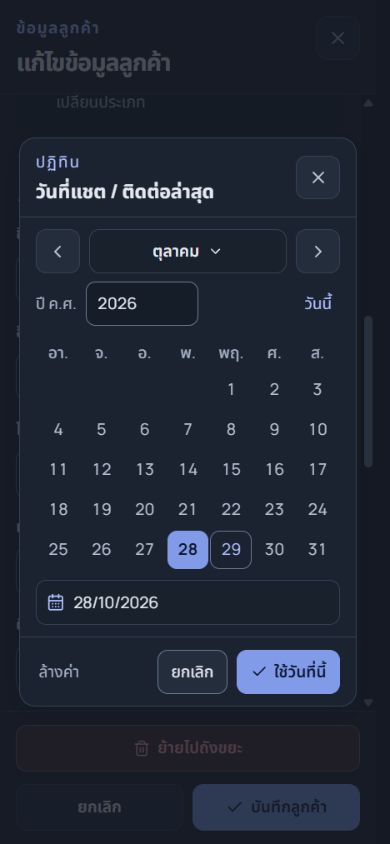 ข้อมูลลูกค้า
แก้ไขข้อมูลลูกค้า
เปลี่ยนประเภท
ปฏิทิน
วันที่แชต / ติดต่อล่าสุด
ตุลาคม
ปี ค.ศ. 2026 วันนี้
อา. จ. อ. พ. พฤ. ศ. ส.
1 2 3
4 5 6 7 8 9 10
11 12 13 14 15 16 17
18 19 20 21 22 23 24
25 26 27 28 29 30 31
28/10/2026
ล้างค่า ยกเลิก ใช้วันที่นี้
ย้ายไปถังขยะ
ยกเลิก บันทึกลูกค้า